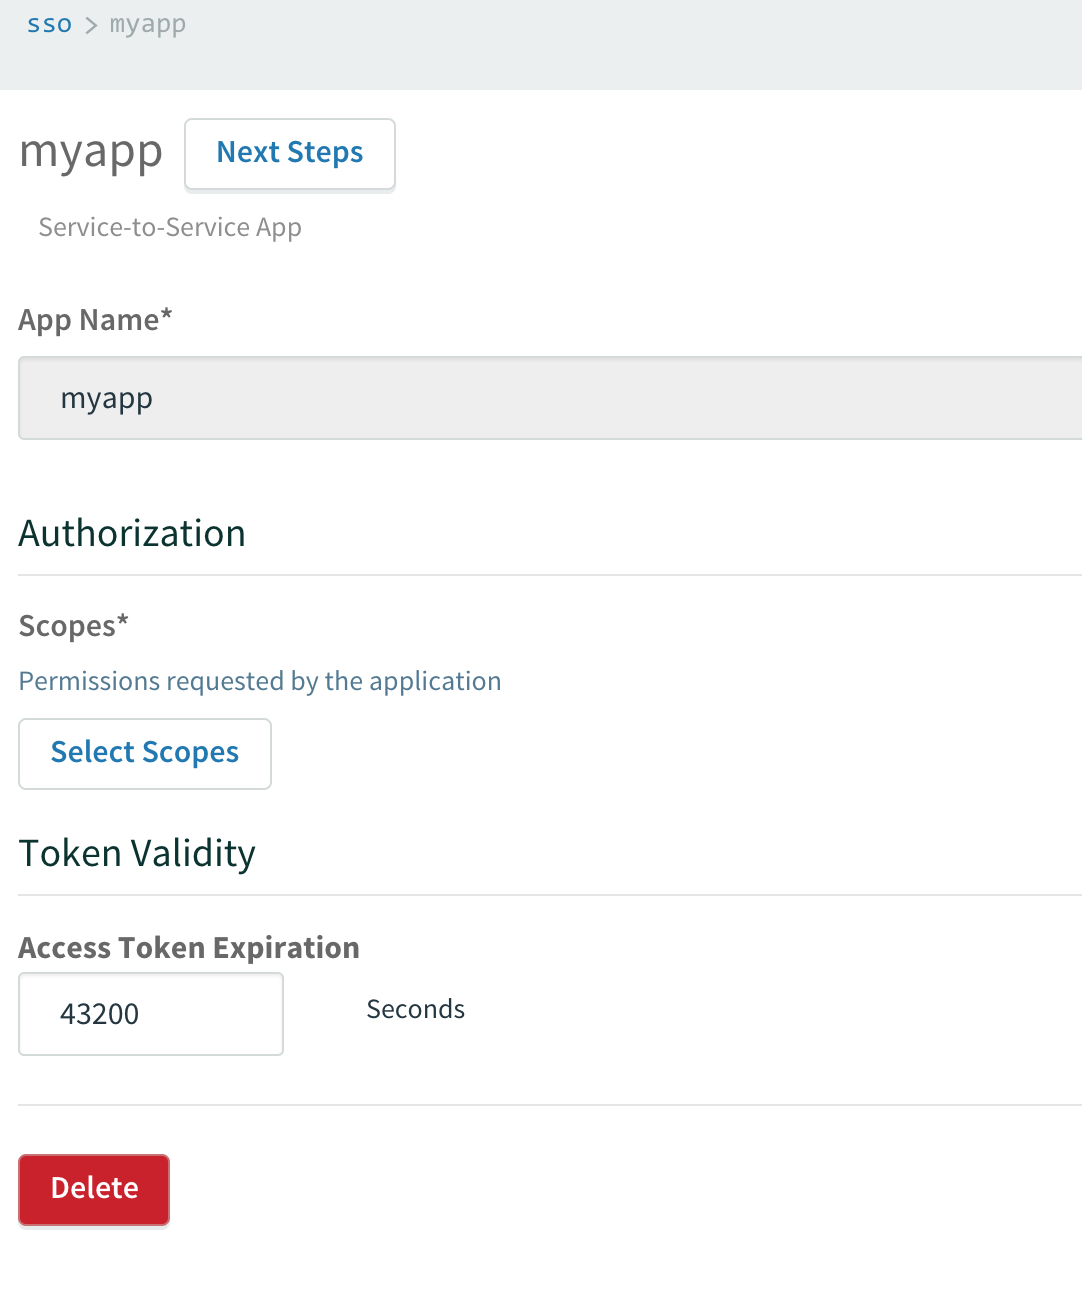 sso > myapp
myapp Next Steps
Service-to-Service App
App Name*
myapp
Authorization
Scopes*
Permissions requested by the application
Select Scopes
Token Validity
Access Token Expiration
43200 Seconds
Delete